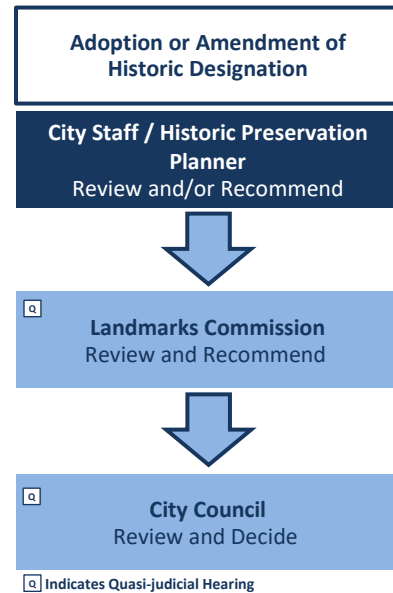 Adoption or Amendment of
Historic Designation
City Staff / Historic Preservation
Planner
Review and/or Recommend
Q
Landmarks Commission
Review and Recommend
Q
City Council
Review and Decide
Q Indicates Quasi-judicial Hearing